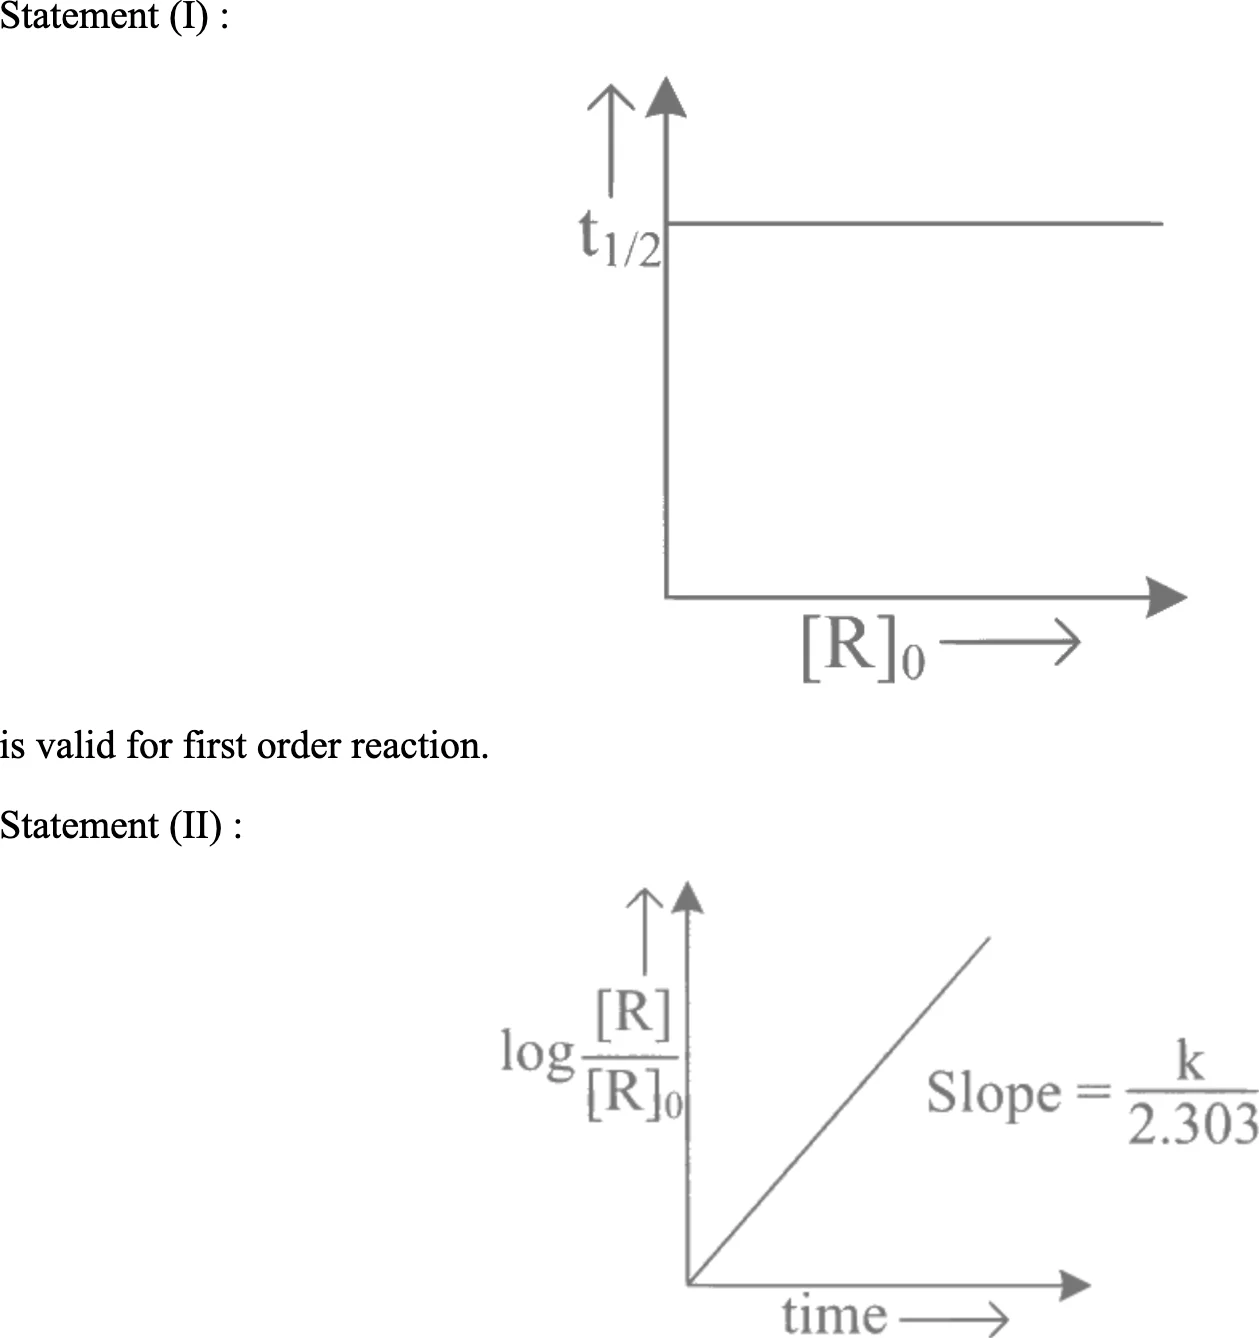 Statement (I) :
t1/2
[R]0
is valid for first order reaction.
Statement (II) :
log [R]/[R]0
Slope = k/2.303
time